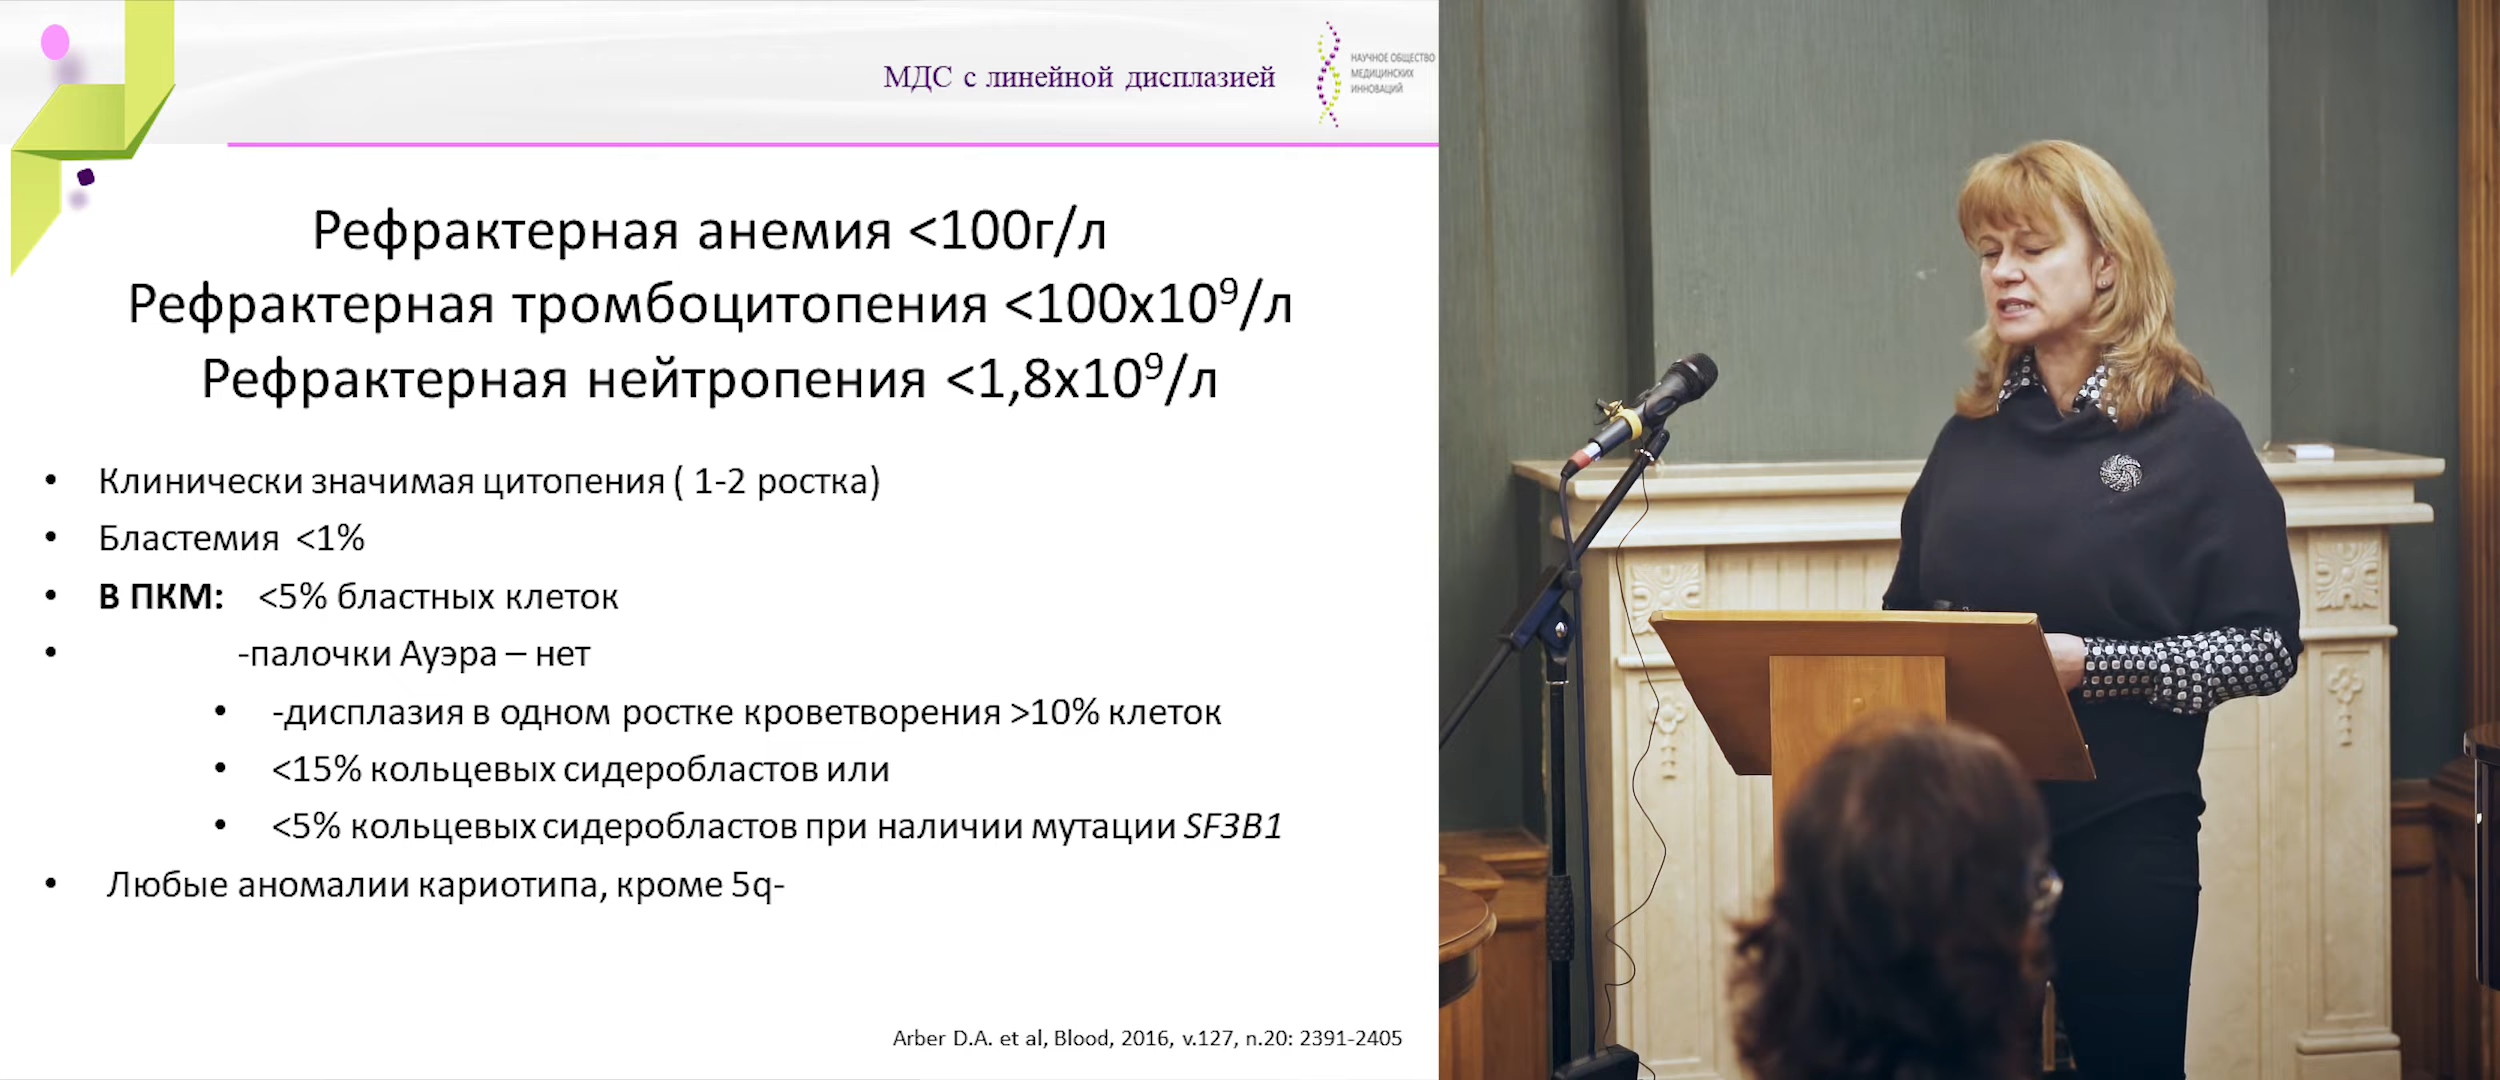 МДС с линейной дисплазией
НАУЧНОЕ ОБЩЕСТВО
МЕДИЦИНСКИХ
ИННОВАЦИЙ
Рефрактерная анемия <100г/л
Рефрактерная тромбоцитопения <100х10⁹/л
Рефрактерная нейтропения <1,8х10⁹/л
• Клинически значимая цитопения ( 1-2 ростка)
• Бластемия <1%
• В ПКМ: <5% бластных клеток
• -палочки Ауэра – нет
• -дисплазия в одном ростке кроветворения >10% клеток
• <15% кольцевых сидеробластов или
• <5% кольцевых сидеробластов при наличии мутации SF3B1
• Любые аномалии кариотипа, кроме 5q-
Arber D.A. et al, Blood, 2016, v.127, n.20: 2391-2405